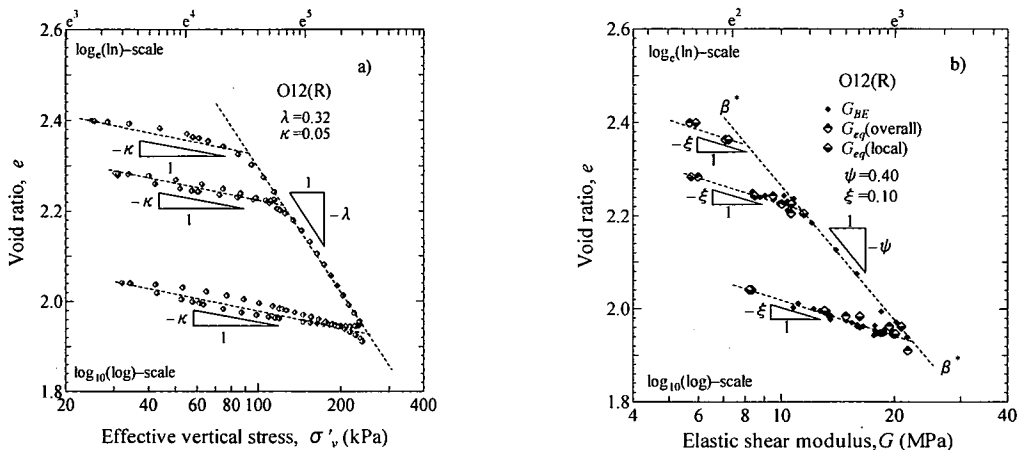 e³ e⁴ e⁵
2.6
logₑ(ln)−scale
a)
O12(R)
λ=0.32
κ=0.05
2.4
−κ
1
1
−λ
2.2
−κ
1
2.0
−κ
1
log₁₀(log)−scale
1.8
20 40 60 80 100 200 400
Effective vertical stress, σ'ᵥ (kPa)
Void ratio, e
e² e³
2.6
logₑ(ln)−scale
b)
β* O12(R)
G_BE
G_eq(overall)
G_eq(local)
ψ=0.40
ξ=0.10
2.4
−ξ
1
−ξ
1
1
−ψ
2.2
2.0
−ξ
1
β*
log₁₀(log)−scale
1.8
4 6 8 10 20 40
Elastic shear modulus, G (MPa)
Void ratio, e